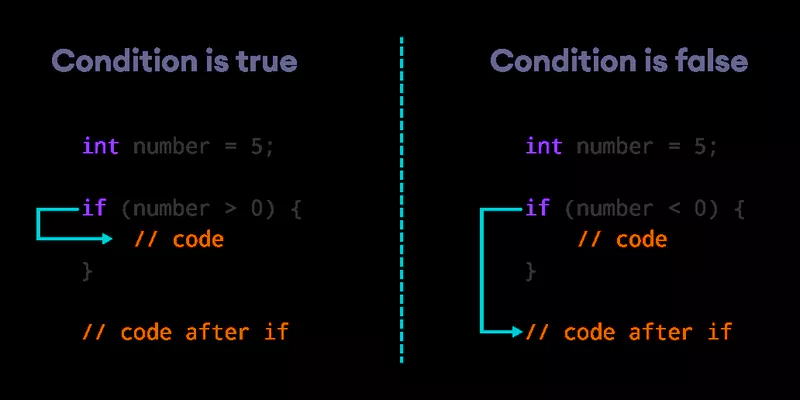 Condition is true
int number = 5;
if (number > 0) {
// code
}
// code after if
Condition is false
int number = 5;
if (number < 0) {
// code
}
// code after if